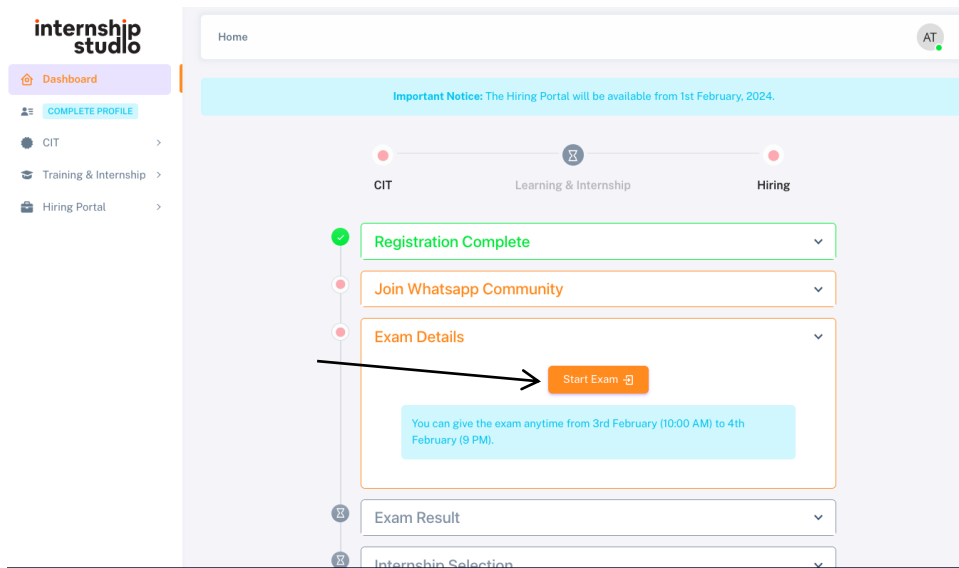 internship
studio
Dashboard
COMPLETE PROFILE
CIT
Training & Internship
Hiring Portal
Home
AT
Important Notice: The Hiring Portal will be available from 1st February, 2024.
CIT
Learning & Internship
Hiring
Registration Complete
Join Whatsapp Community
Exam Details
Start Exam
You can give the exam anytime from 3rd February (10:00 AM) to 4th
February (9 PM).
Exam Result
Internship Selection